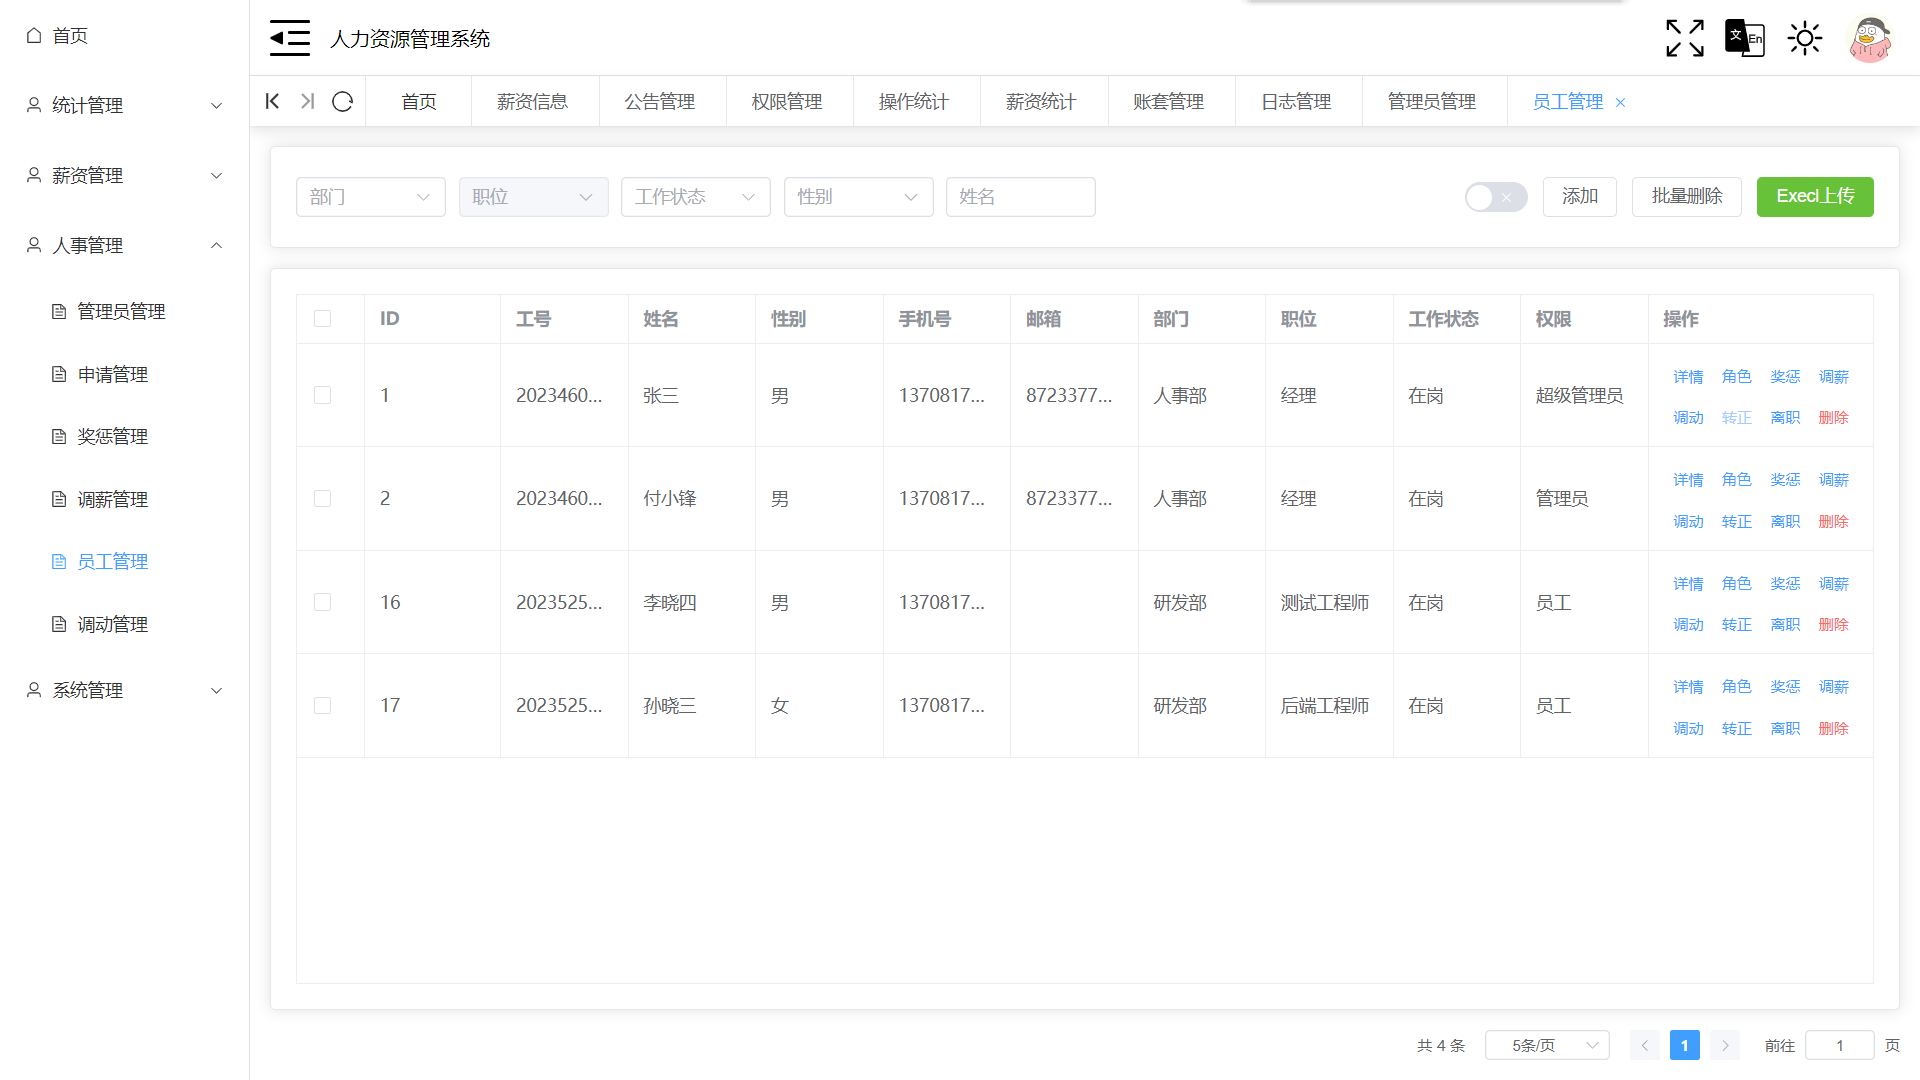 首页
统计管理
薪资管理
人事管理
管理员管理
申请管理
奖惩管理
调薪管理
员工管理
调动管理
系统管理
人力资源管理系统
文 En
首页 薪资信息 公告管理 权限管理 操作统计 薪资统计 账套管理 日志管理 管理员管理 员工管理
部门 职位 工作状态 性别 姓名 添加 批量删除 Execl上传
ID 工号 姓名 性别 手机号 邮箱 部门 职位 工作状态 权限 操作
1 2023460... 张三 男 1370817... 8723377... 人事部 经理 在岗 超级管理员 详情 角色 奖惩 调薪
调动 转正 离职 删除
2 2023460... 付小锋 男 1370817... 8723377... 人事部 经理 在岗 管理员 详情 角色 奖惩 调薪
调动 转正 离职 删除
16 2023525... 李晓四 男 1370817... 研发部 测试工程师 在岗 员工 详情 角色 奖惩 调薪
调动 转正 离职 删除
17 2023525... 孙晓三 女 1370817... 研发部 后端工程师 在岗 员工 详情 角色 奖惩 调薪
调动 转正 离职 删除
共 4 条 5条/页 1 前往 1 页